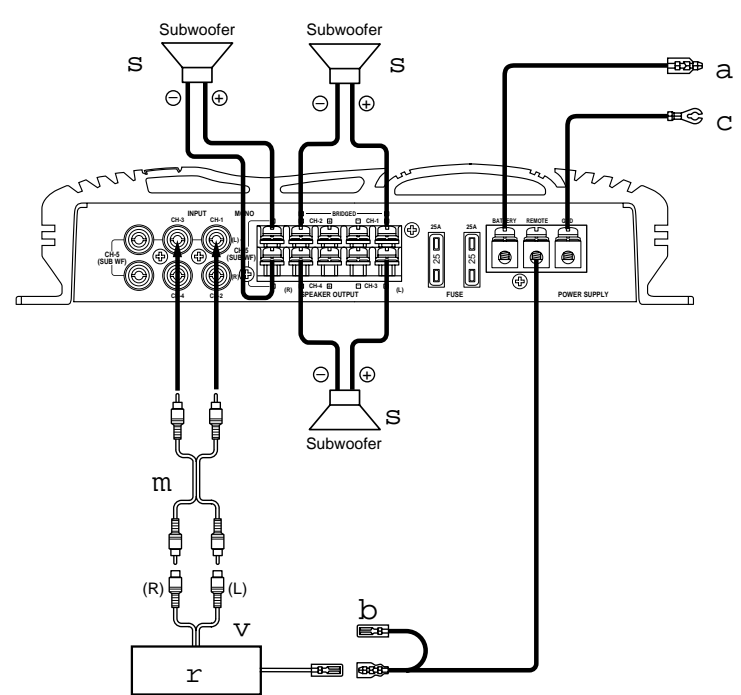 Subwoofer
Subwoofer
S
S
a
c
INPUT
MONO
BRIDGED
CH-3
CH-1
CH-2
CH-1
25A
25A
BATTERY
REMOTE
GND
(L)
CH-5
(SUB WF)
CH-5
(SUB WF)
25
25
(R)
CH-4
CH-2
(R)
CH-4
CH-3
(L)
SPEAKER OUTPUT
FUSE
POWER SUPPLY
S
Subwoofer
m
(R)
(L)
b
v
r